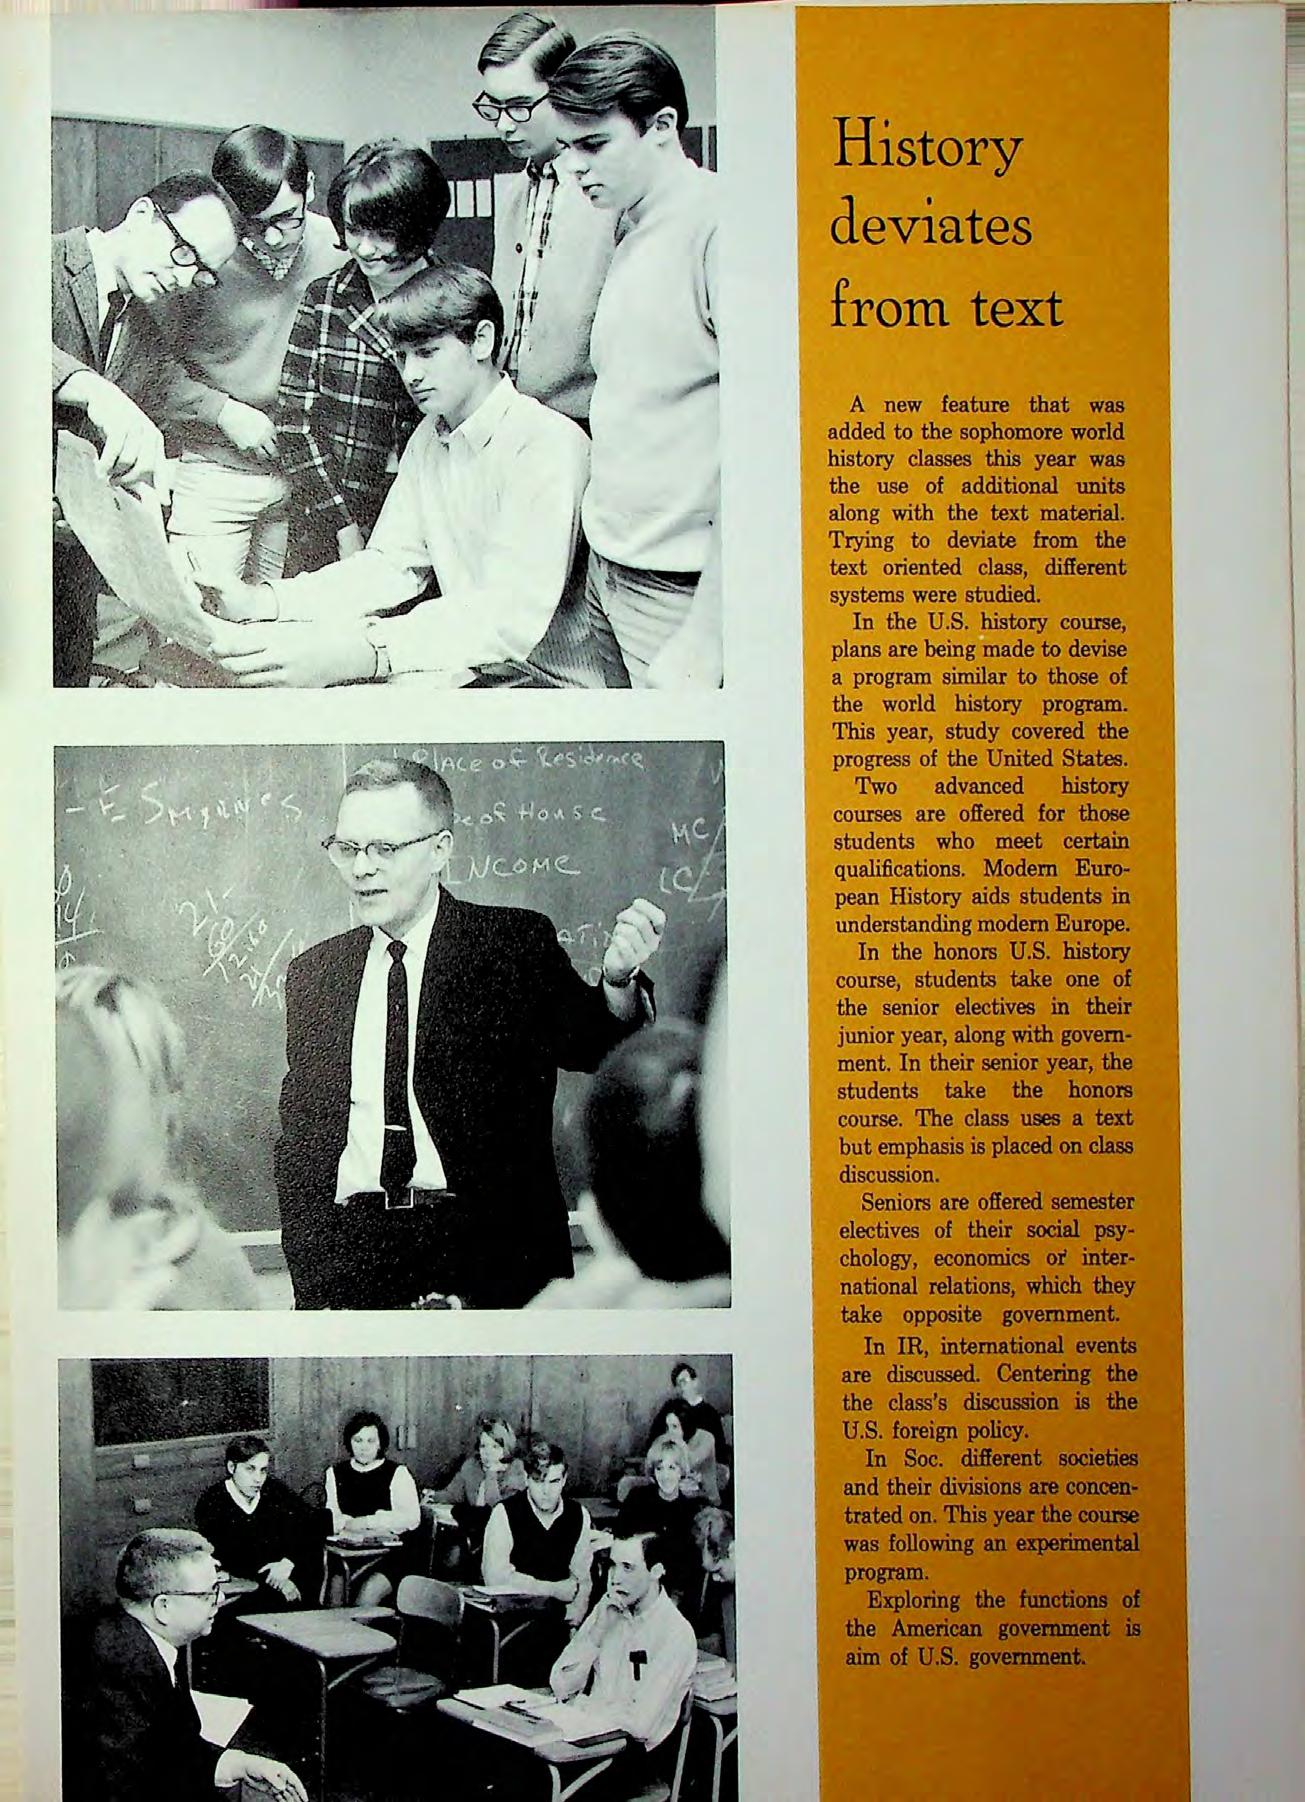 History
deviates
from text
A new feature that was
added to the sophomore world
history classes this year was
the use of additional units
along with the text material.
Trying to deviate from the
text oriented class, different
systems were studied.
In the U.S. history course,
plans are being made to devise
a program similar to those of
the world history program.
This year, study covered the
progress of the United States.
Two advanced history
courses are offered for those
students who meet certain
qualifications. Modern Euro-
pean History aids students in
understanding modern Europe.
In the honors U.S. history
course, students take one of
the senior electives in their
junior year, along with govern-
ment. In their senior year, the
students take the honors
course. The class uses a text
but emphasis is placed on class
discussion.
Seniors are offered semester
electives of their social psy-
chology, economics or inter-
national relations, which they
take opposite government.
In IR, international events
are discussed. Centering the
the class's discussion is the
U.S. foreign policy.
In Soc. different societies
and their divisions are concen-
trated on. This year the course
was following an experimental
program.
Exploring the functions of
the American government is
aim of U.S. government.
Place of Residence
of House
INCOME
MC
LC